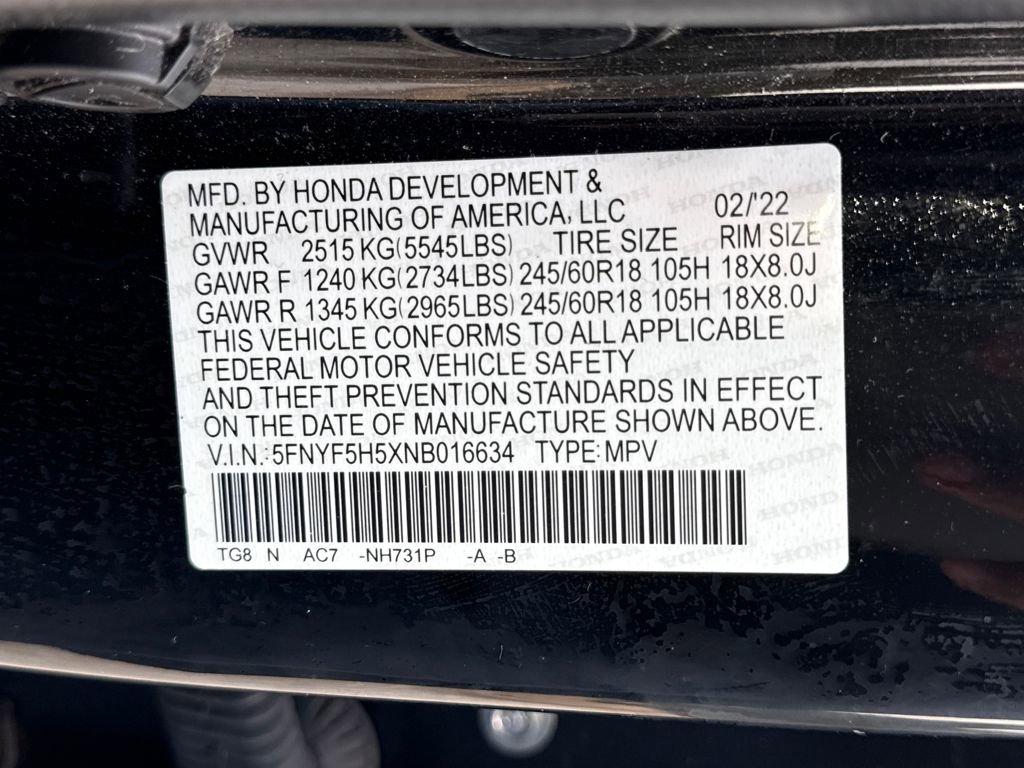 MFD. BY HONDA DEVELOPMENT &
MANUFACTURING OF AMERICA, LLC 02/'22
GVWR 2515 KG(5545LBS) TIRE SIZE RIM SIZE
GAWR F 1240 KG(2734LBS) 245/60R18 105H 18X8.0J
GAWR R 1345 KG(2965LBS) 245/60R18 105H 18X8.0J
THIS VEHICLE CONFORMS TO ALL APPLICABLE
FEDERAL MOTOR VEHICLE SAFETY
AND THEFT PREVENTION STANDARDS IN EFFECT
ON THE DATE OF MANUFACTURE SHOWN ABOVE.
V.I.N.: 5FNYF5H5XNB016634 TYPE: MPV
TG8 N AC7 -NH731P -A -B